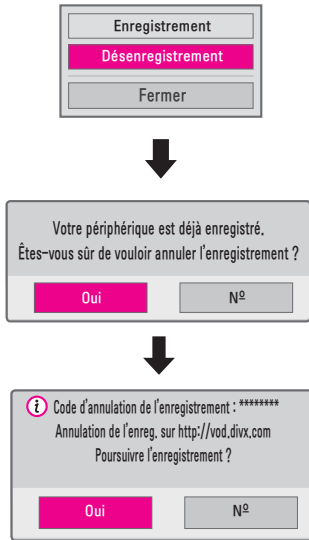 Enregistrement
Désenregistrement
Fermer
Votre périphérique est déjà enregistré.
Êtes-vous sûr de vouloir annuler l'enregistrement ?
Oui
Nº
i Code d'annulation de l'enregistrement : ********
Annulation de l'enreg. sur http://vod.divx.com
Poursuivre l'enregistrement ?
Oui
Nº